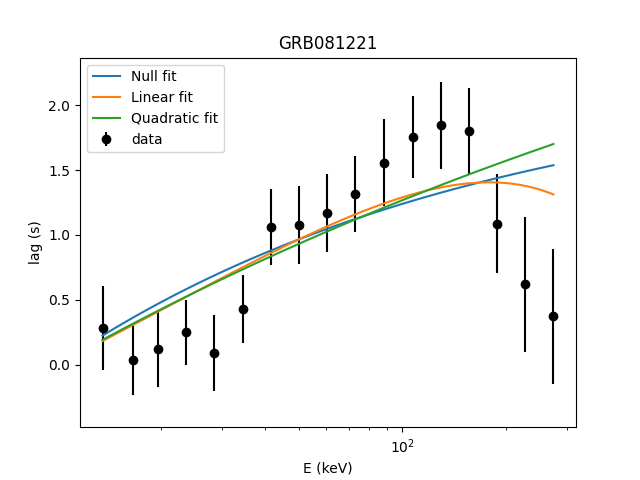 GRB081221
Null fit
Linear fit
Quadratic fit
data
2.0
1.5
1.0
0.5
0.0
lag (s)
10²
E (keV)